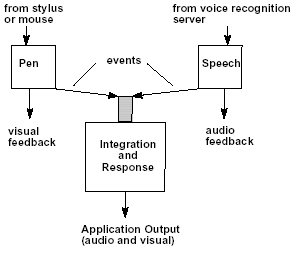 from stylus
or mouse
from voice recognition
server
Pen
events
Speech
visual
feedback
audio
feedback
Integration
and
Response
Application Output
(audio and visual)